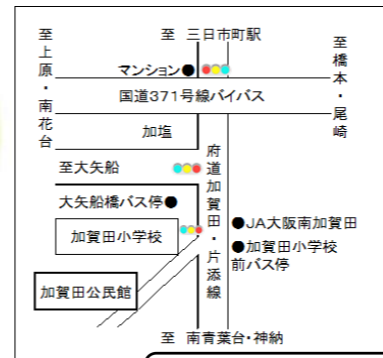 至 三日市町駅
至上原・南花台
マンション●
至橋本・尾崎
国道371号線バイパス
加塩
至大矢船
府道加賀田・片添線
大矢船橋バス停●
加賀田小学校
●JA大阪南加賀田
●加賀田小学校
前バス停
加賀田公民館
至 南青葉台・神納